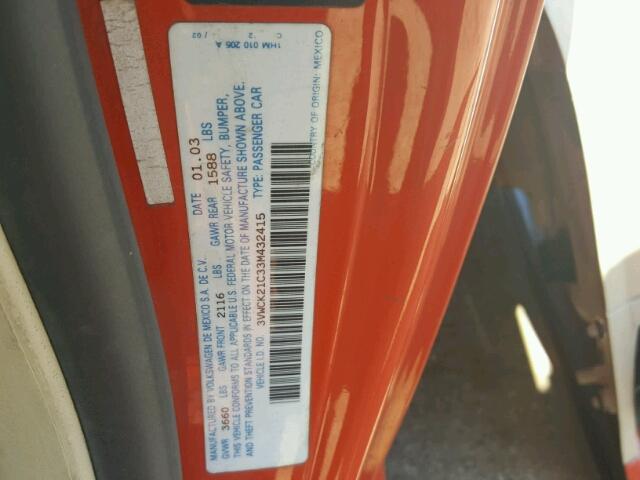 1HM 010 205 A / 02
C 2
MANUFACTURED BY VOLKSWAGEN DE MEXICO S.A. DE C.V. DATE 01.03
GVWR 3660 LBS GAWR FRONT 2116 LBS GAWR REAR 1588 LBS
THIS VEHICLE CONFORMS TO ALL APPLICABLE U.S. FEDERAL MOTOR VEHICLE SAFETY, BUMPER,
AND THEFT PREVENTION STANDARDS IN EFFECT ON THE DATE OF MANUFACTURE SHOWN ABOVE.
VEHICLE I.D. NO. 3VWCK21C33M432415 TYPE: PASSENGER CAR
COUNTRY OF ORIGIN: MEXICO